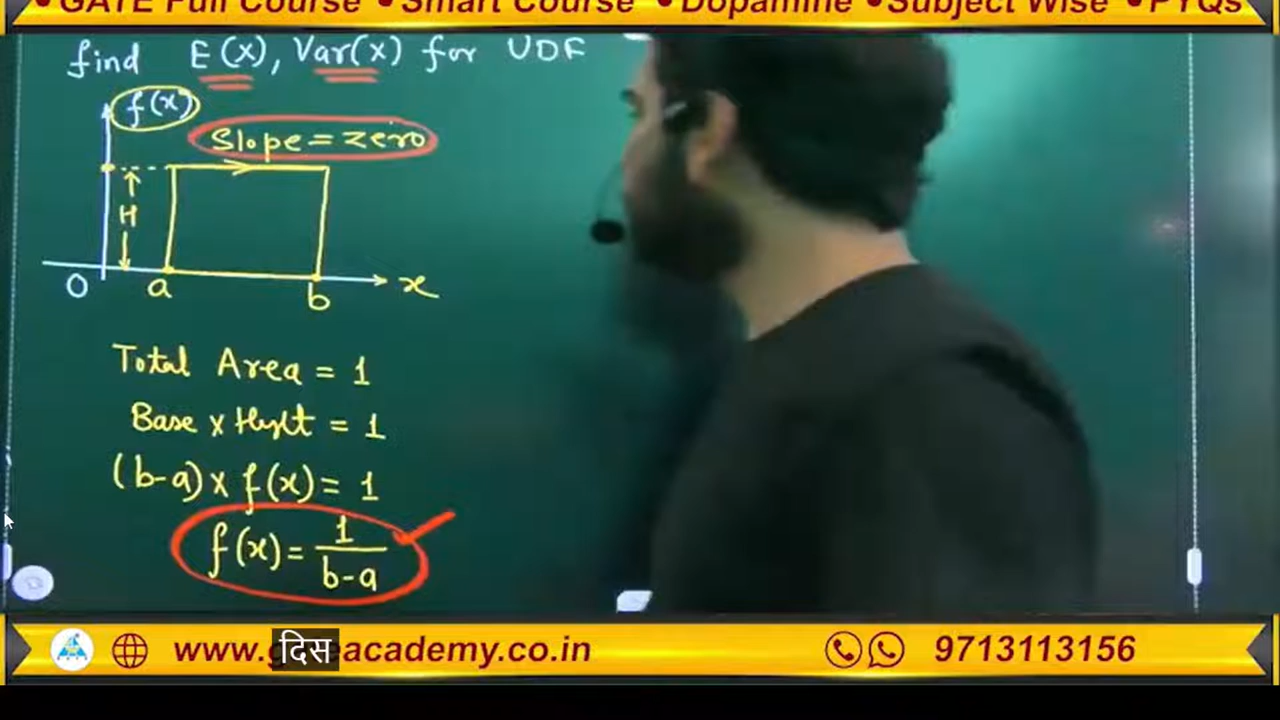 • GATE Full Course • Smart Course • Dopamine • Subject Wise • PYQs
find E(x), Var(x) for UDF
f(x)
Slope = zero
H
0 a b x
Total Area = 1
Base x Height = 1
(b-a) x f(x) = 1
f(x) = 1/(b-a)
www.g
दिस
academy.co.in
9713113156